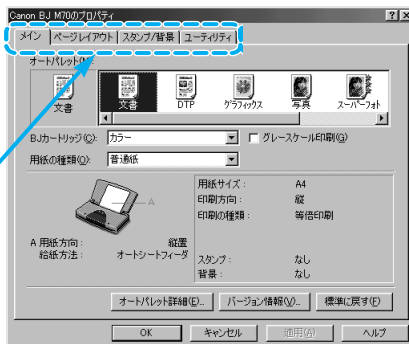 Canon BJ M70のプロパティ
メイン ページレイアウト スタンプ/背景 ユーティリティ
オートパレット(M):
文書 文書 DTP グラフィックス 写真 スーパーフォト
BJカートリッジ(C): カラー グレースケール印刷(G)
用紙の種類(Q): 普通紙
A
用紙サイズ : A4
印刷方向 : 縦
印刷の種類 : 等倍印刷
A 用紙方向 : 縦置
給紙方法 : オートシートフィーダ
スタンプ : なし
背景 : なし
オートパレット詳細(E)... バージョン情報(V)... 標準に戻す(F)
OK キャンセル 適用(A) ヘルプ